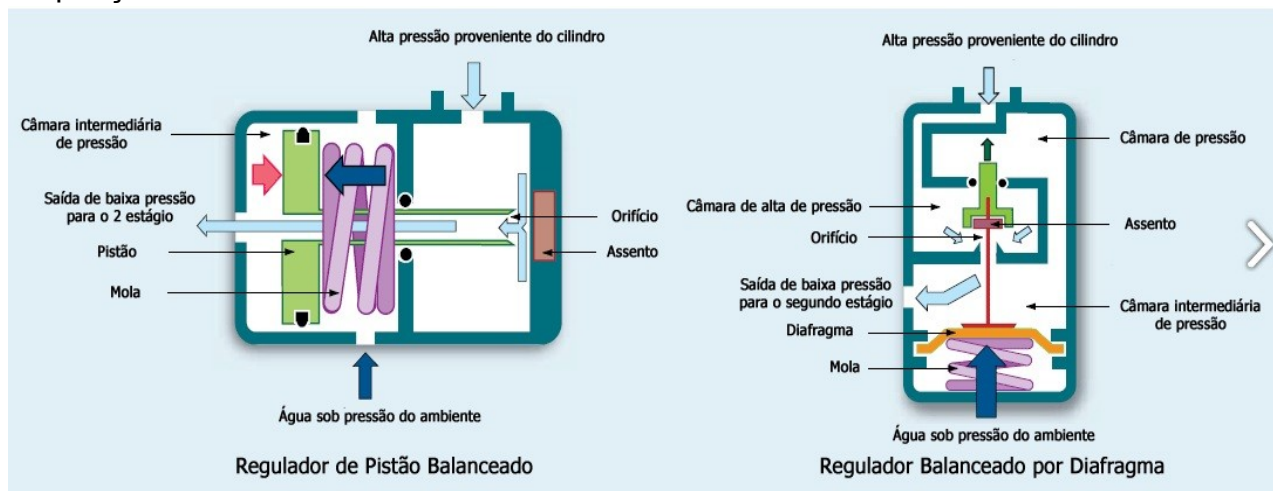 Alta pressão proveniente do cilindro
Câmara intermediária
de pressão
Saída de baixa pressão
para o 2 estágio
Pistão
Mola
Orifício
Assento
Água sob pressão do ambiente
Regulador de Pistão Balanceado
Alta pressão proveniente do cilindro
Câmara de pressão
Câmara de alta de pressão
Assento
Orifício
Saída de baixa pressão
para o segundo estágio
Câmara intermediária
de pressão
Diafragma
Mola
Água sob pressão do ambiente
Regulador Balanceado por Diafragma